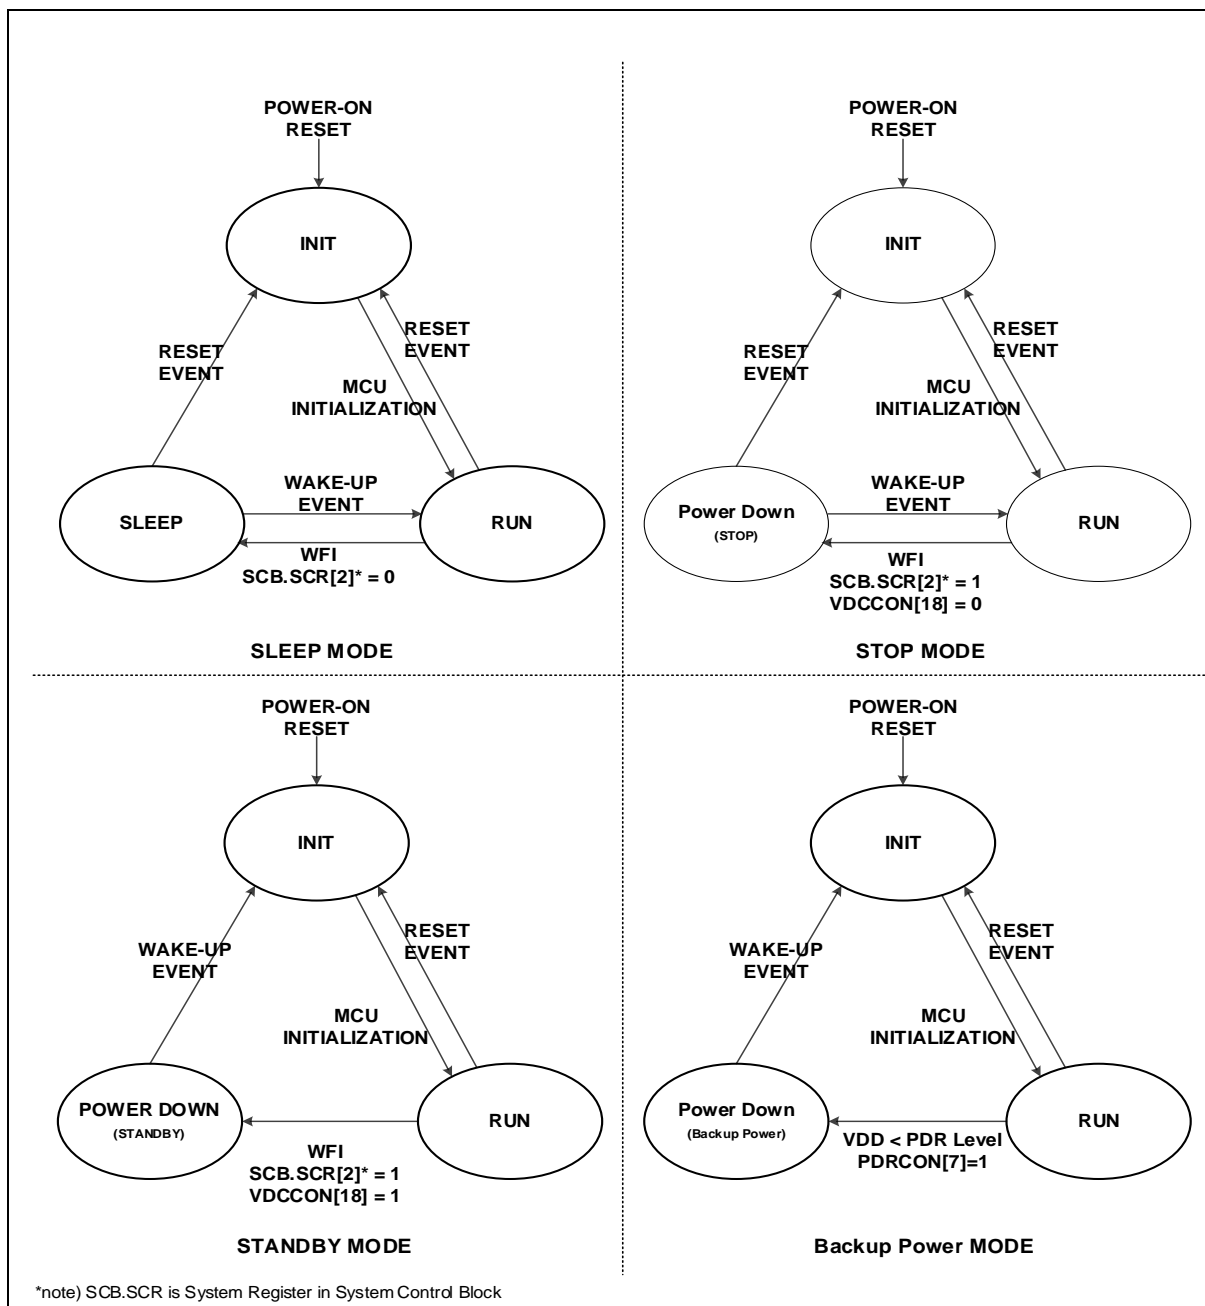 POWER-ON
RESET
INIT
RESET
EVENT
RESET
EVENT
MCU
INITIALIZATION
SLEEP
WAKE-UP
EVENT
RUN
WFI
SCB.SCR[2]* = 0
SLEEP MODE
POWER-ON
RESET
INIT
RESET
EVENT
RESET
EVENT
MCU
INITIALIZATION
Power Down
(STOP)
WAKE-UP
EVENT
RUN
WFI
SCB.SCR[2]* = 1
VDCCON[18] = 0
STOP MODE
POWER-ON
RESET
INIT
WAKE-UP
EVENT
RESET
EVENT
MCU
INITIALIZATION
POWER DOWN
(STANDBY)
RUN
WFI
SCB.SCR[2]* = 1
VDCCON[18] = 1
STANDBY MODE
POWER-ON
RESET
INIT
WAKE-UP
EVENT
RESET
EVENT
MCU
INITIALIZATION
Power Down
(Backup Power)
RUN
VDD < PDR Level
PDRCON[7]=1
Backup Power MODE
*note) SCB.SCR is System Register in System Control Block